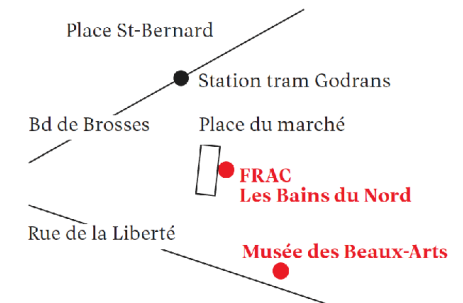 Place St-Bernard
Station tram Godrans
Bd de Brosses
Place du marché
FRAC
Les Bains du Nord
Rue de la Liberté
Musée des Beaux-Arts